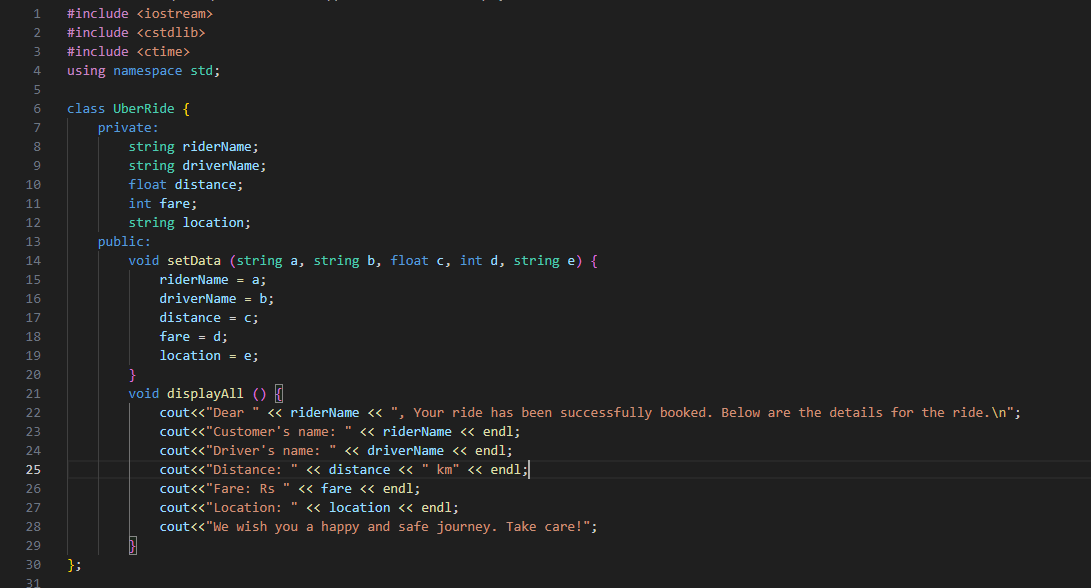 1 #include <iostream>
2 #include <cstdlib>
3 #include <ctime>
4 using namespace std;
5
6 class UberRide {
7     private:
8         string riderName;
9         string driverName;
10         float distance;
11         int fare;
12         string location;
13     public:
14         void setData (string a, string b, float c, int d, string e) {
15             riderName = a;
16             driverName = b;
17             distance = c;
18             fare = d;
19             location = e;
20         }
21         void displayAll () {
22             cout<<"Dear " << riderName << ", Your ride has been successfully booked. Below are the details for the ride.\n";
23             cout<<"Customer's name: " << riderName << endl;
24             cout<<"Driver's name: " << driverName << endl;
25             cout<<"Distance: " << distance << " km" << endl;
26             cout<<"Fare: Rs " << fare << endl;
27             cout<<"Location: " << location << endl;
28             cout<<"We wish you a happy and safe journey. Take care!";
29         }
30 };
31